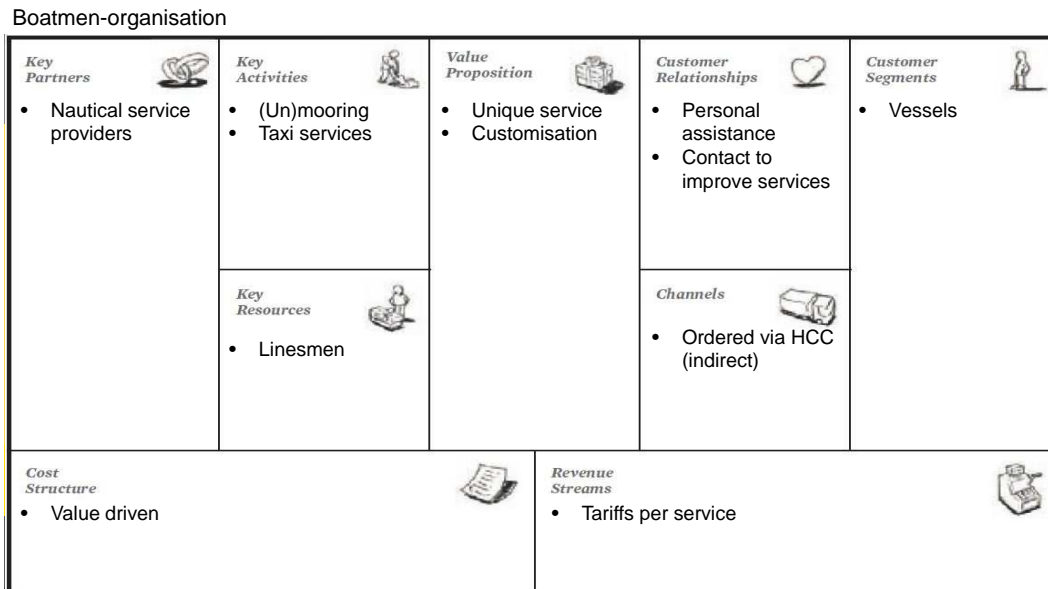 Boatmen-organisation
Key
Partners
• Nautical service
providers
Key
Activities
• (Un)mooring
• Taxi services
Value
Proposition
• Unique service
• Customisation
Customer
Relationships
• Personal
assistance
• Contact to
improve services
Customer
Segments
• Vessels
Key
Resources
• Linesmen
Channels
• Ordered via HCC
(indirect)
Cost
Structure
• Value driven
Revenue
Streams
• Tariffs per service